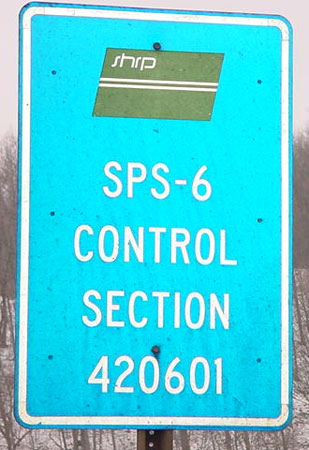 shrp
SPS-6
CONTROL
SECTION
420601